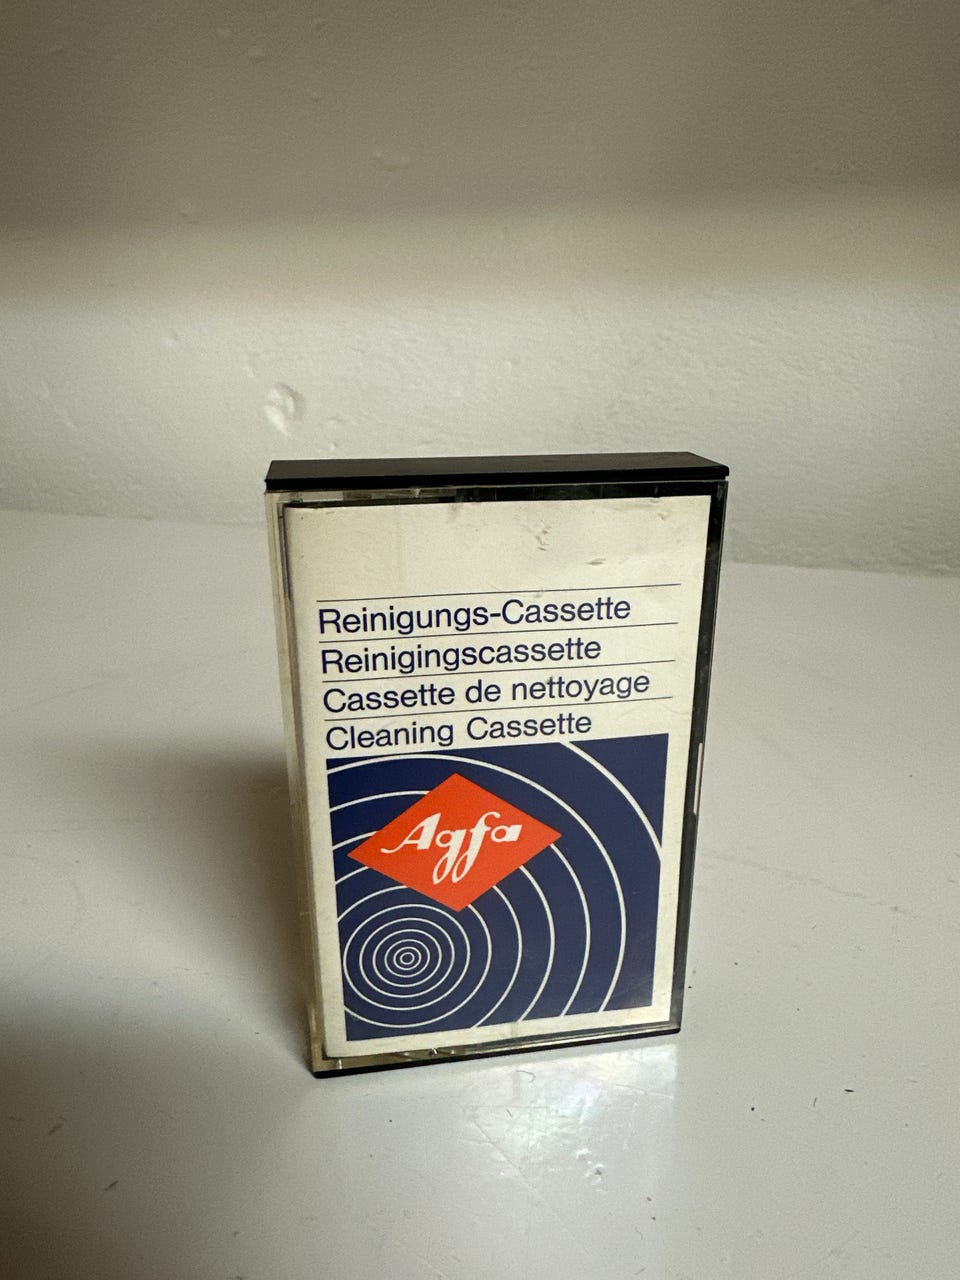 Reinigungs-Cassette
Reinigingscassette
Cassette de nettoyage
Cleaning Cassette
Agfa